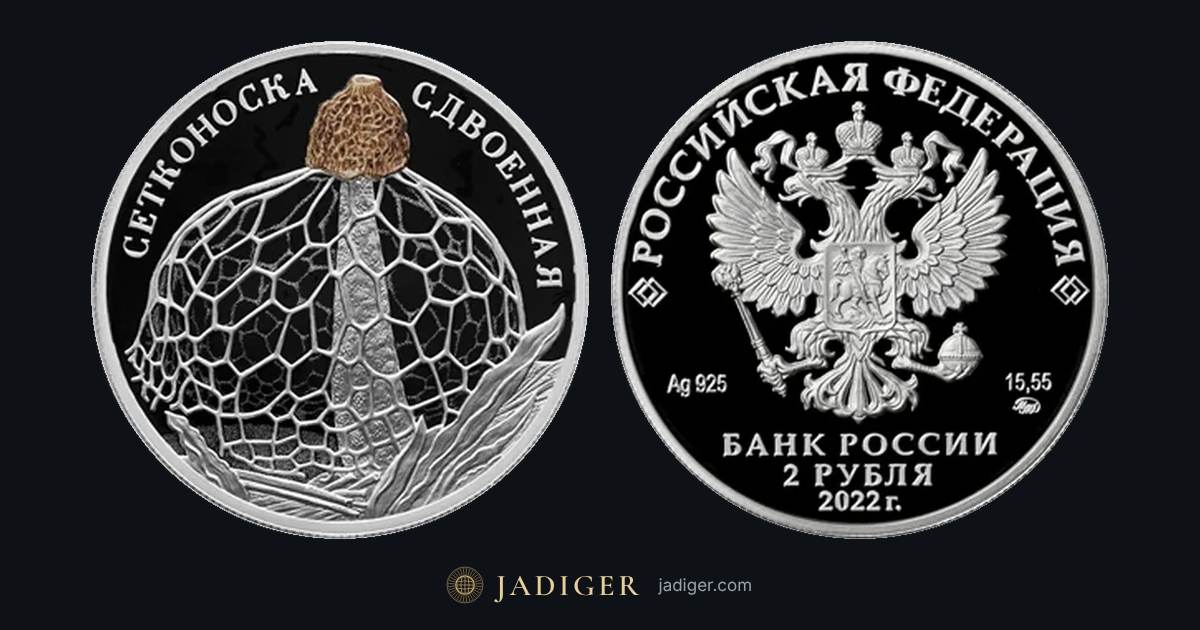 СЕТКОНОСКА СДВОЕННАЯ
РОССИЙСКАЯ ФЕДЕРАЦИЯ
Ag 925
15,55
БАНК РОССИИ
2 РУБЛЯ
2022 г.
JADIGER
jadiger.com